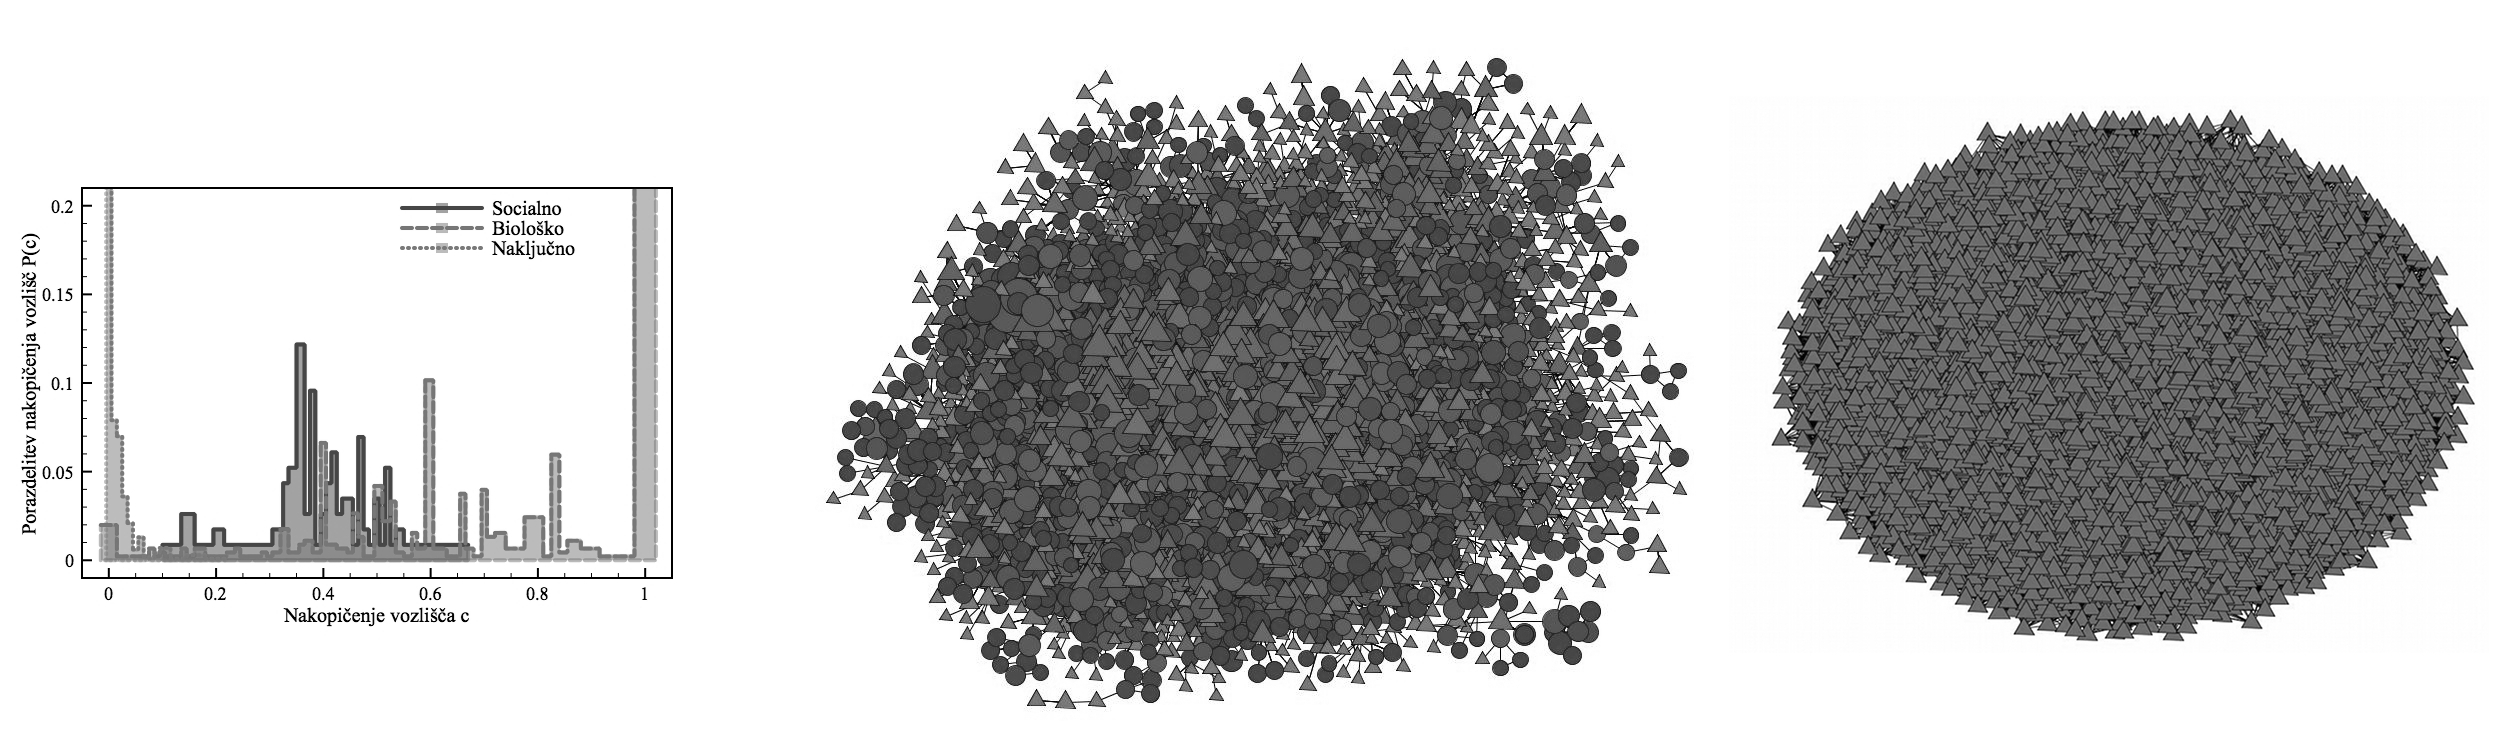 Porazdelitev nakopičenja vozlišč P(c)
0.2
0.15
0.1
0.05
0
Socialno
Biološko
Naključno
0 0.2 0.4 0.6 0.8 1
Nakopičenje vozlišča c